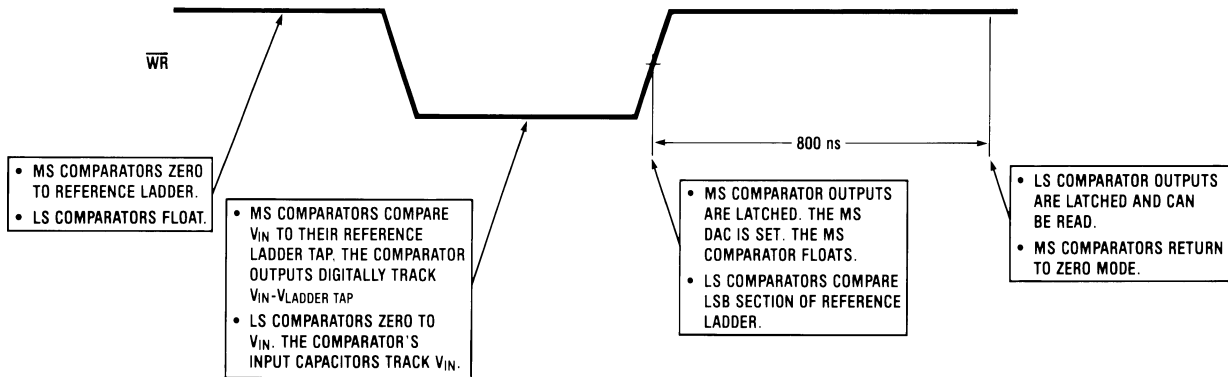 WR
800 ns
• MS COMPARATORS ZERO
TO REFERENCE LADDER.
• LS COMPARATORS FLOAT.
• MS COMPARATORS COMPARE
VIN TO THEIR REFERENCE
LADDER TAP. THE COMPARATOR
OUTPUTS DIGITALLY TRACK
VIN-VLADDER TAP
• LS COMPARATORS ZERO TO
VIN. THE COMPARATOR'S
INPUT CAPACITORS TRACK VIN.
• MS COMPARATOR OUTPUTS
ARE LATCHED. THE MS
DAC IS SET. THE MS
COMPARATOR FLOATS.
• LS COMPARATORS COMPARE
LSB SECTION OF REFERENCE
LADDER.
• LS COMPARATOR OUTPUTS
ARE LATCHED AND CAN
BE READ.
• MS COMPARATORS RETURN
TO ZERO MODE.